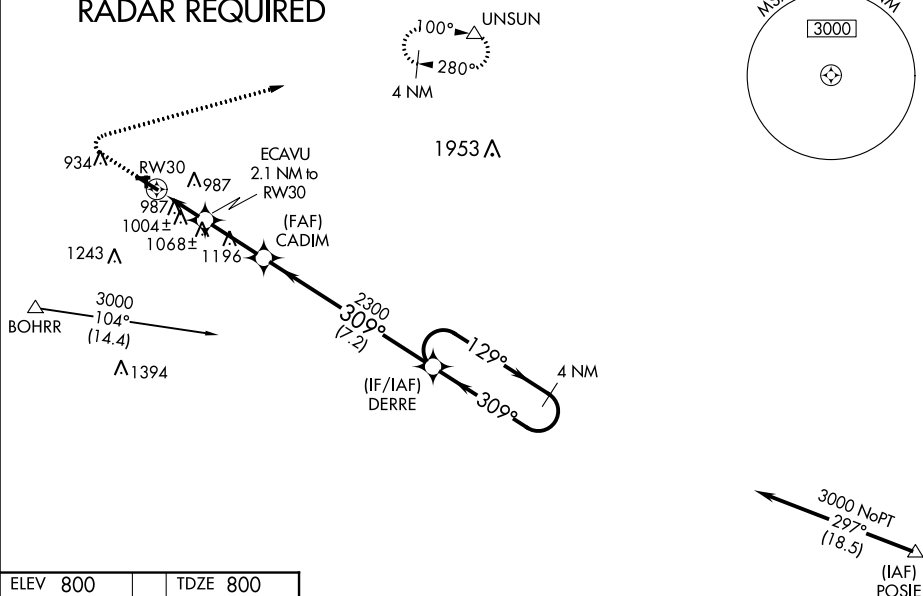 RADAR REQUIRED
100°
UNSUN
280°
4 NM
3000
1953
934
RW30
987
ECAVU
2.1 NM to
RW30
987
1004±
1068±
1196
(FAF)
CADIM
1243
BOHRR
3000
104°
(14.4)
1394
2300
309°
(7.2)
129°
4 NM
309°
(IF/IAF)
DERRE
3000 NoPT
297°
(18.5)
(IAF)
POSIE
ELEV 800
TDZE 800